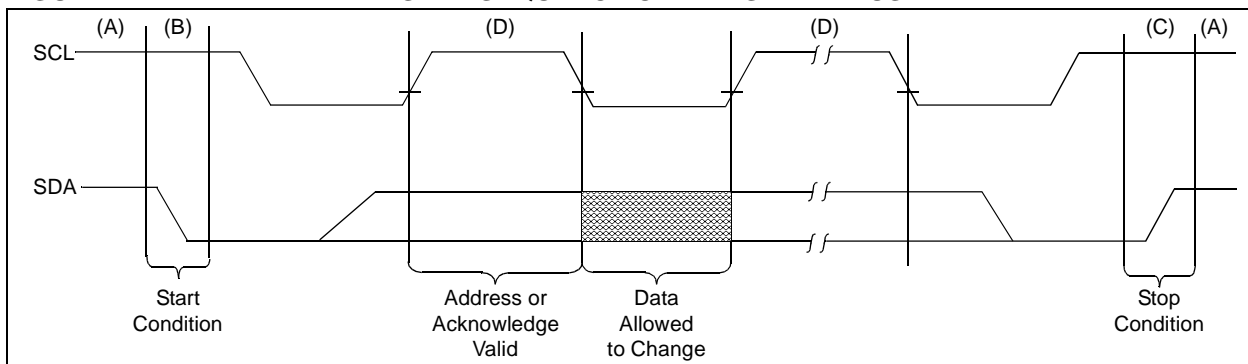 (A) (B) (D) (D) (C) (A)
SCL
SDA
Start
Condition
Address or
Acknowledge
Valid
Data
Allowed
to Change
Stop
Condition